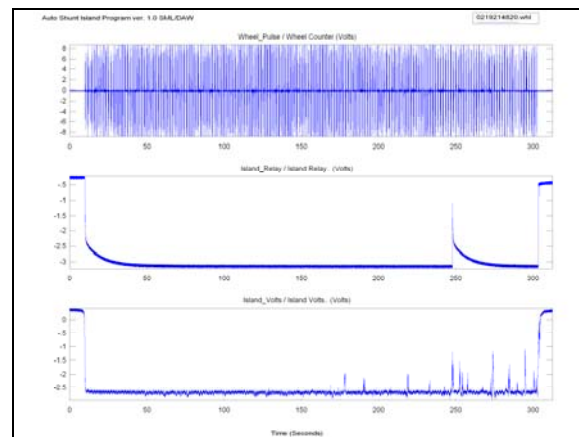 Auto Shunt Island Program ver. 1.0 SML/DAW
0219214620.wM
Wheel_Pulse / Wheel Counter (Volts)
8
6
4
2
0
-2
-4
-6
-8
0 50 100 150 200 250 300
Island_Relay / Island Relay. (Volts)
-.5
-1
-1.5
-2
-2.5
-3
0 50 100 150 200 250 300
Island_Volts / Island Volts. (Volts)
0
-.5
-1
-1.5
-2
-2.5
0 50 100 150 200 250 300
Time (Seconds)